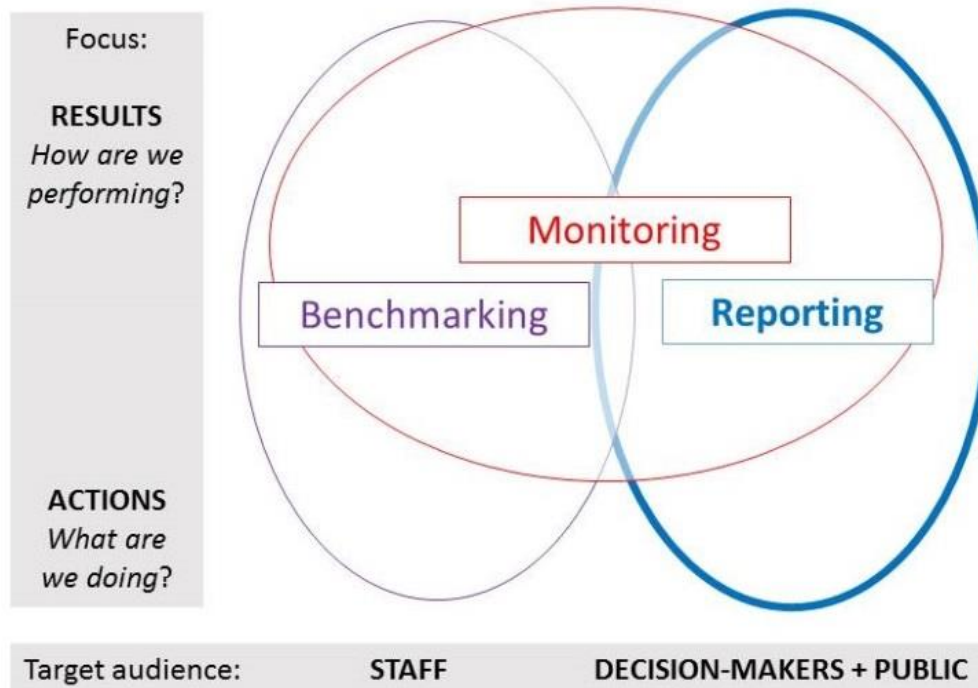 Focus:
RESULTS
How are we
performing?
Monitoring
Benchmarking
Reporting
ACTIONS
What are
we doing?
Target audience: STAFF DECISION-MAKERS + PUBLIC